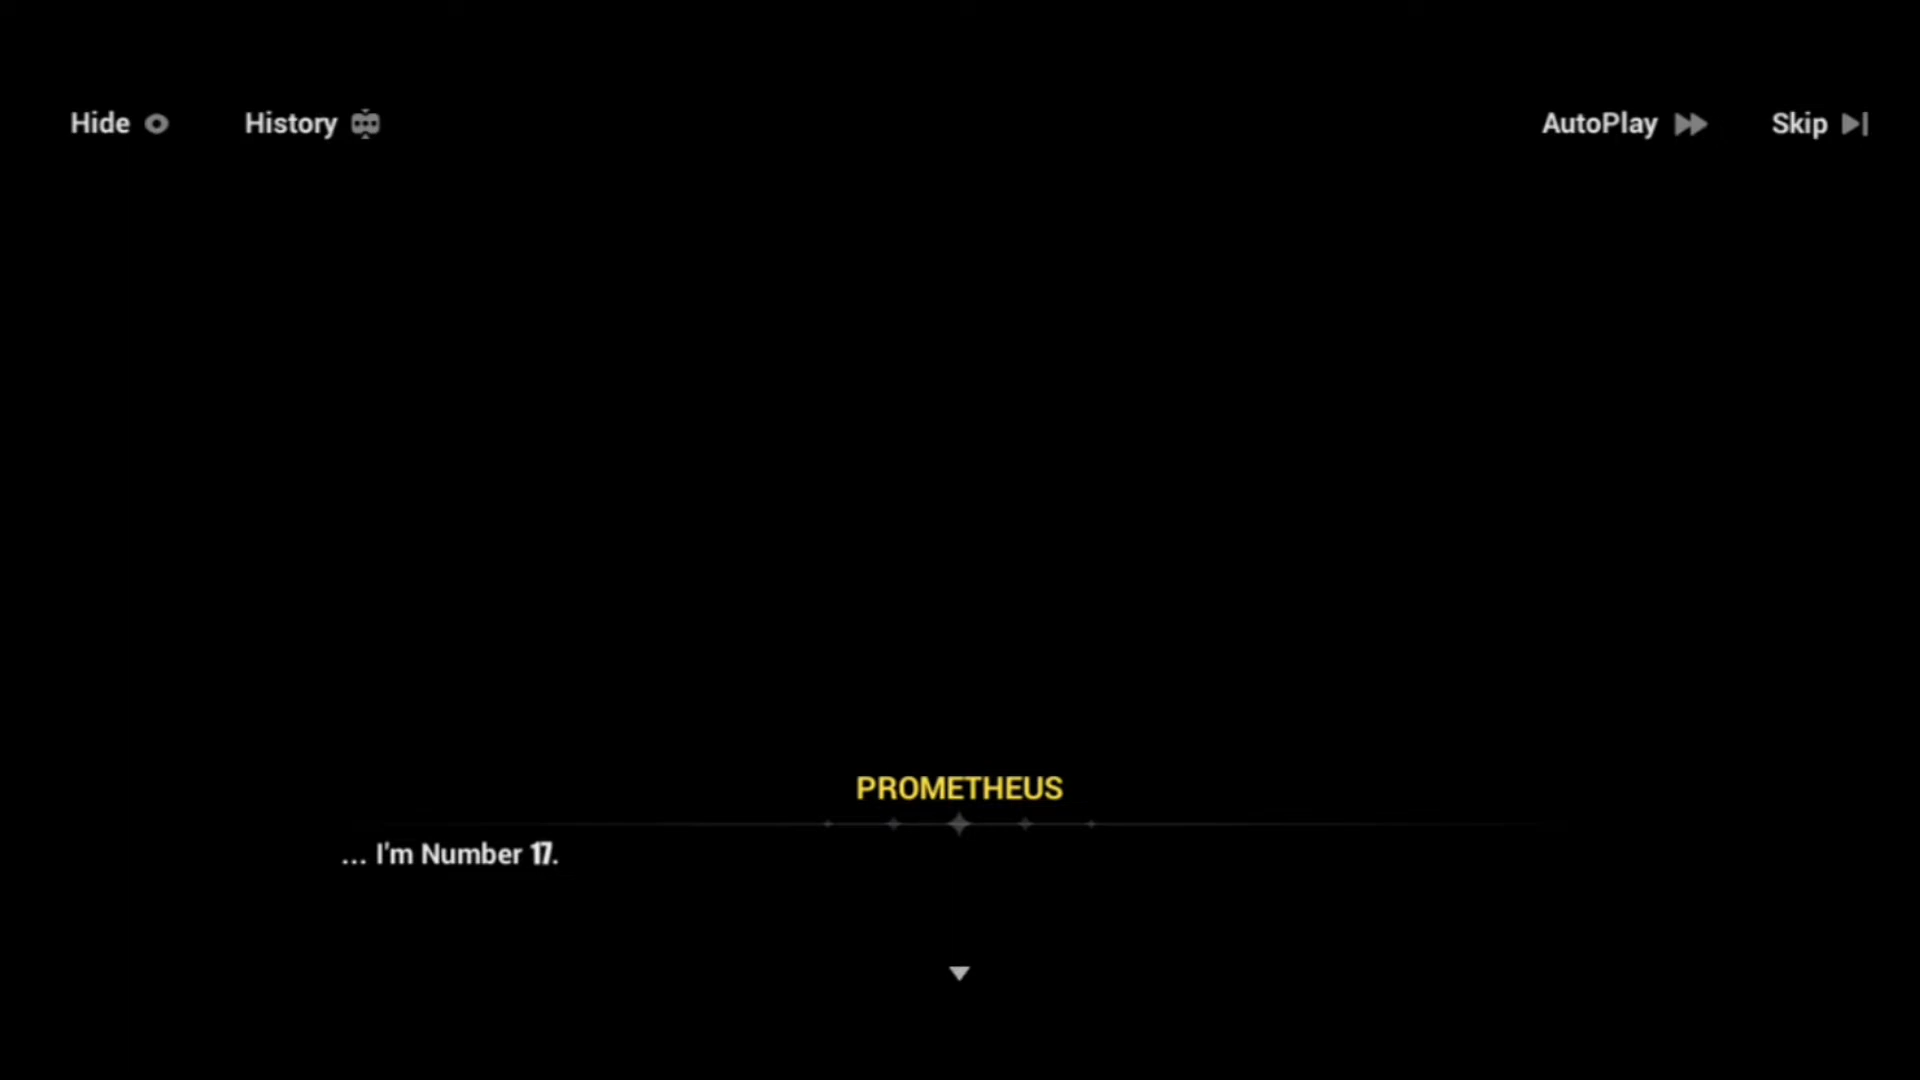 Hide
History
AutoPlay
Skip
PROMETHEUS
... I'm Number 17.